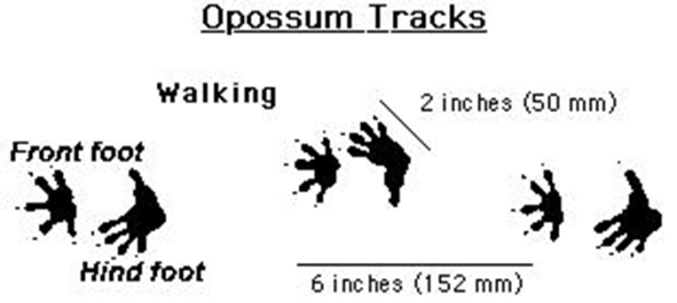 Opossum Tracks
Walking
2 inches (50 mm)
Front foot
Hind foot
6 inches (152 mm)